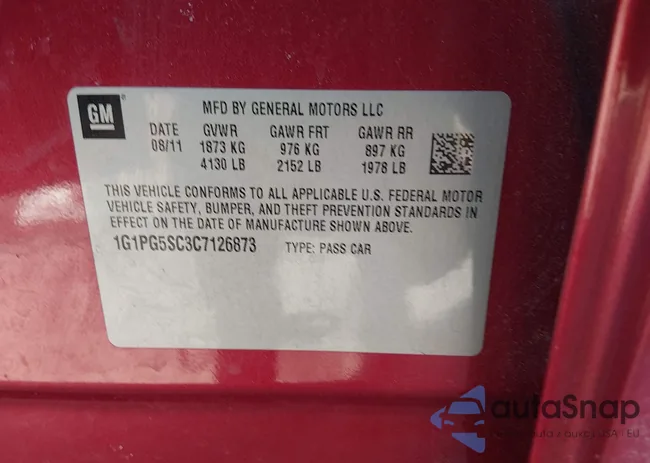 GM
MFD BY GENERAL MOTORS LLC
DATE GVWR GAWR FRT GAWR RR
08/11 1873 KG 976 KG 897 KG
4130 LB 2152 LB 1978 LB
THIS VEHICLE CONFORMS TO ALL APPLICABLE U.S. FEDERAL MOTOR
VEHICLE SAFETY, BUMPER, AND THEFT PREVENTION STANDARDS IN
EFFECT ON THE DATE OF MANUFACTURE SHOWN ABOVE.
1G1PG5SC3C7126873 TYPE: PASS CAR
autoSnap